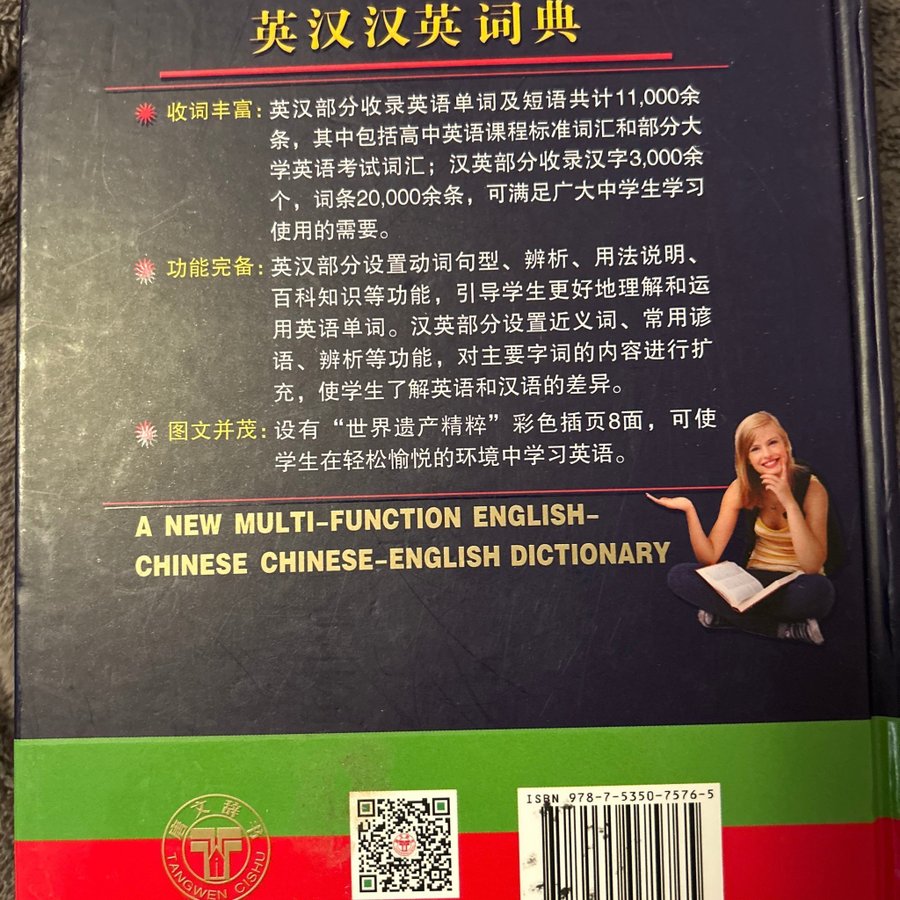 英汉汉英词典
收词丰富：英汉部分收录英语单词及短语共计11,000余
条，其中包括高中英语课程标准词汇和部分大
学英语考试词汇；汉英部分收录汉字3,000余
个，词条20,000余条，可满足广大中学生学习
使用的需要。
功能完备：英汉部分设置动词句型、辨析、用法说明、
百科知识等功能，引导学生更好地理解和运
用英语单词。汉英部分设置近义词、常用谚
语、辨析等功能，对主要字词的内容进行扩
充，使学生了解英语和汉语的差异。
图文并茂：设有“世界遗产精粹”彩色插页8面，可使
学生在轻松愉悦的环境中学习英语。
A NEW MULTI-FUNCTION ENGLISH-
CHINESE CHINESE-ENGLISH DICTIONARY
唐文辞书
TANGWEN CISHU
ISBN 978-7-5350-7576-5